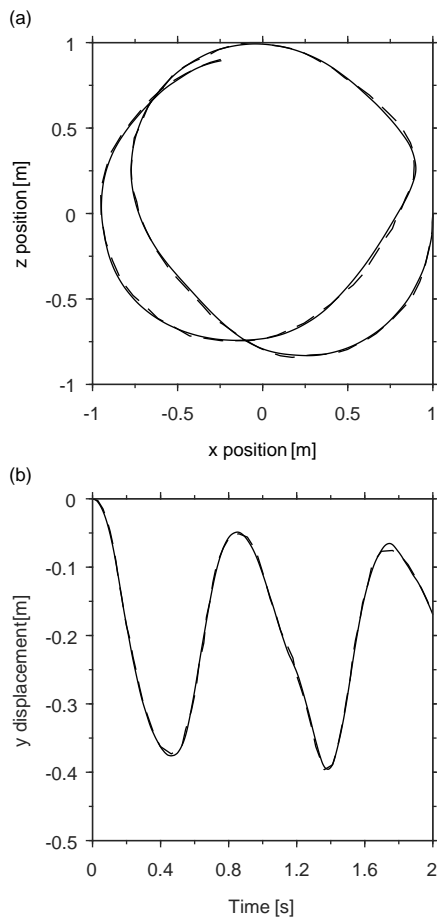 (a)
1
0.5
0
-0.5
-1
z position [m]
-1 -0.5 0 0.5 1
x position [m]
(b)
0
-0.1
-0.2
-0.3
-0.4
-0.5
y displacement[m]
0 0.4 0.8 1.2 1.6 2
Time [s]